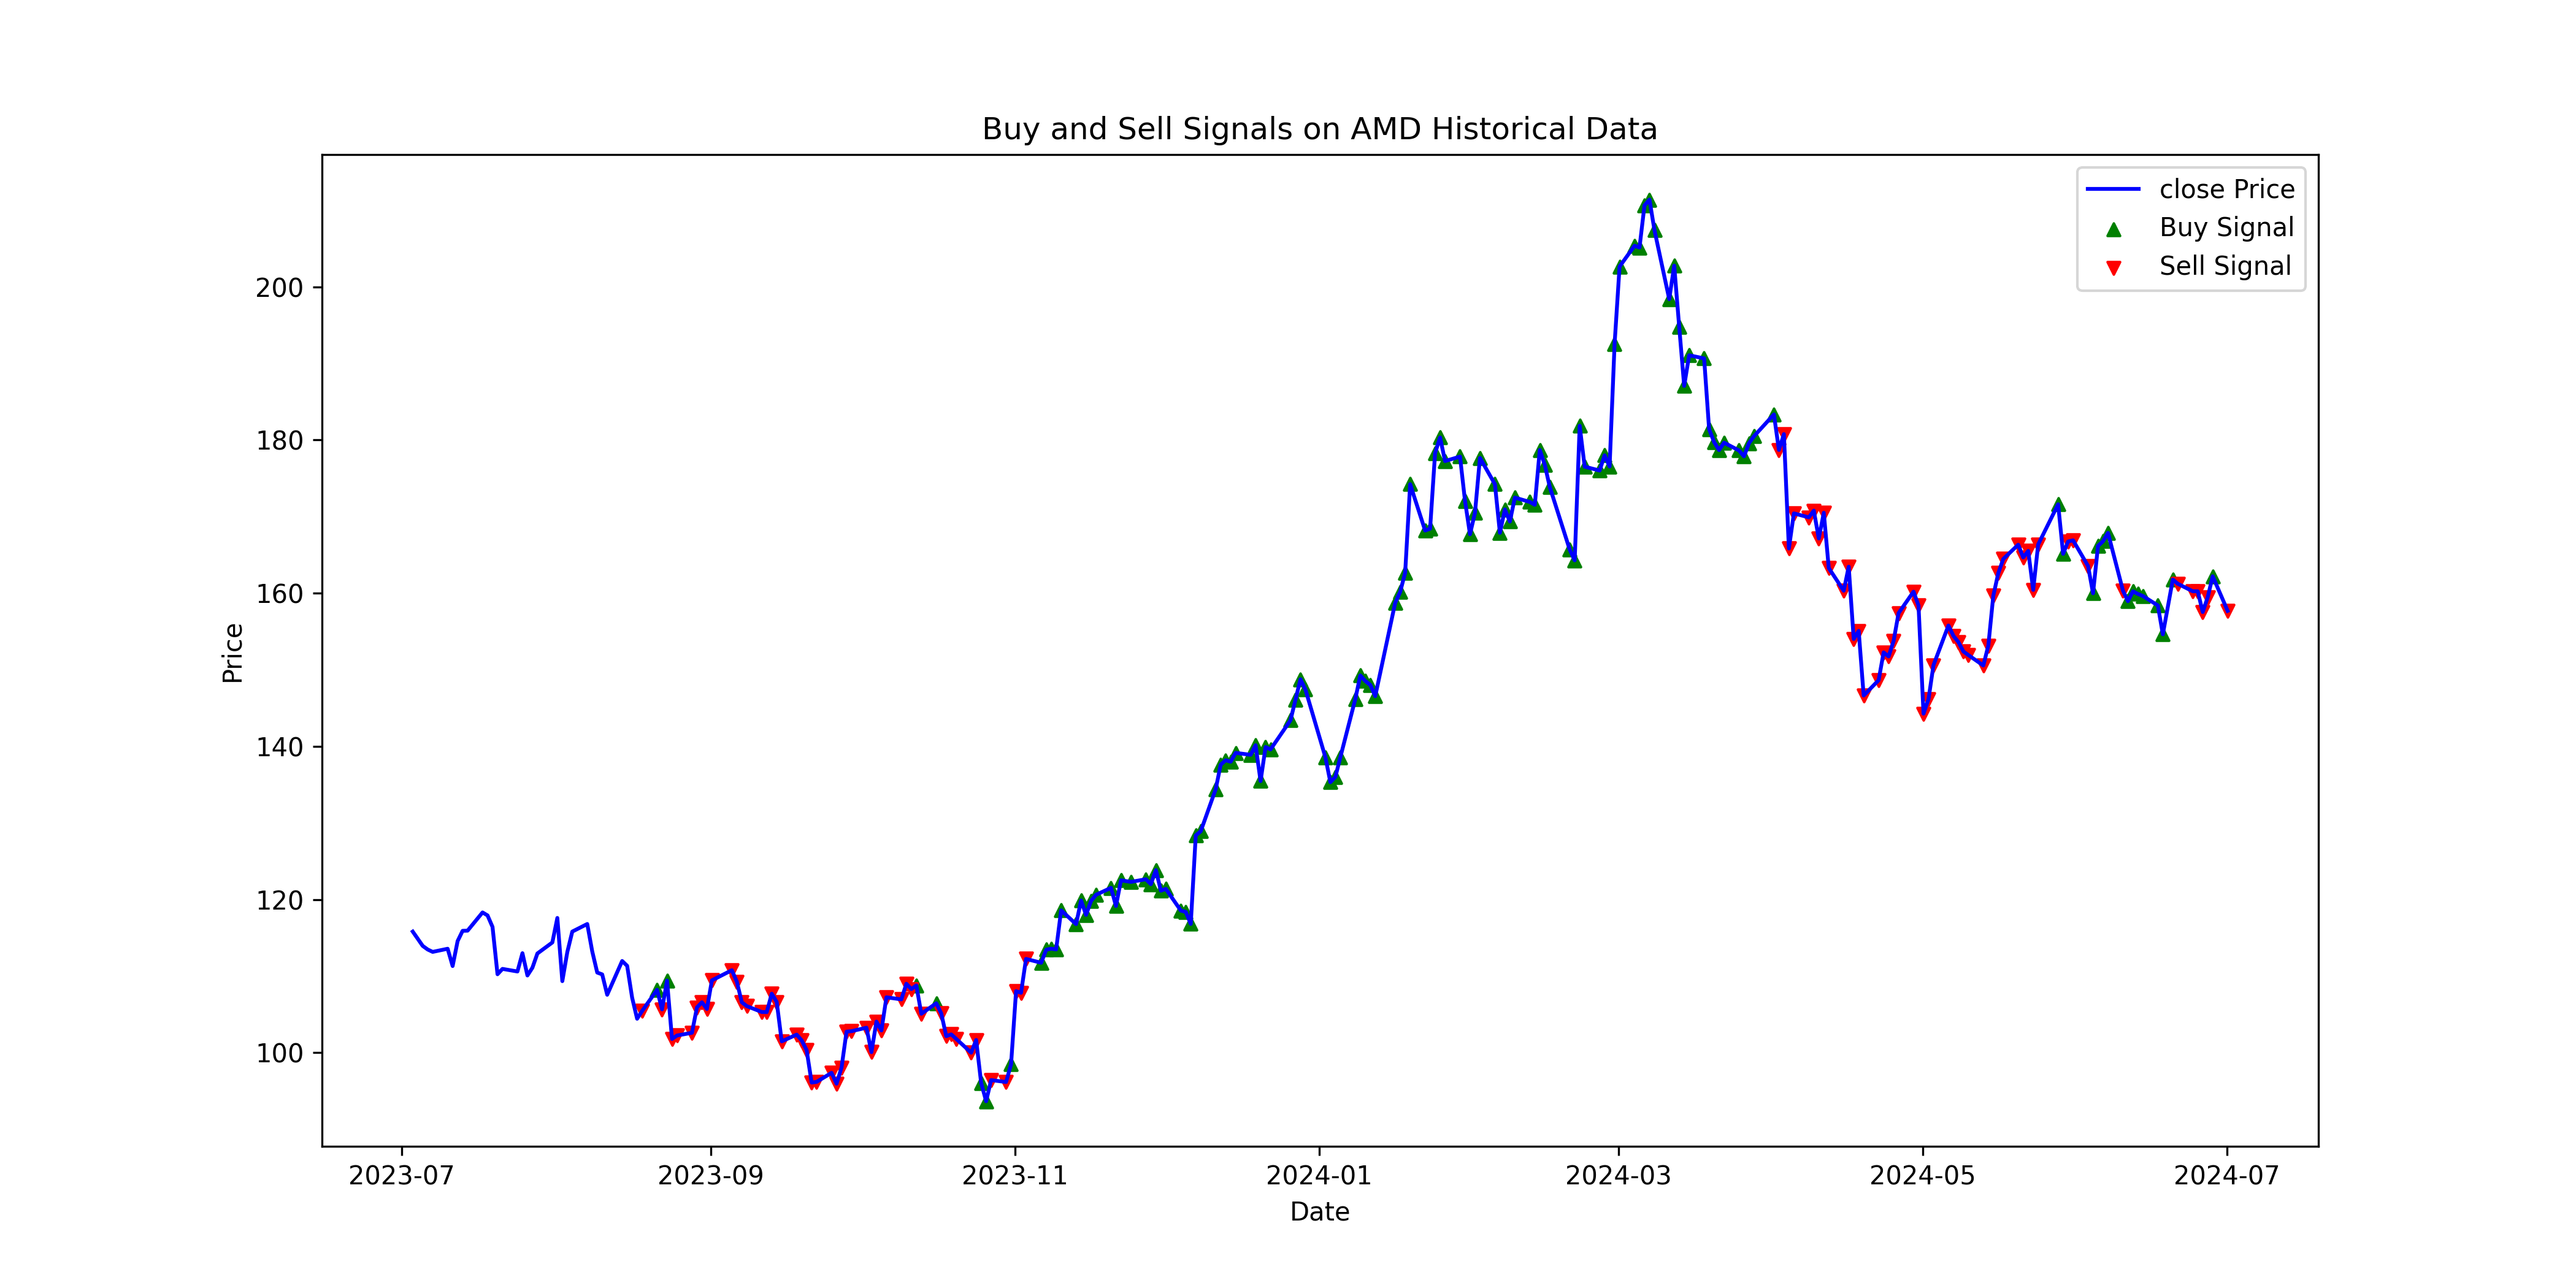 Buy and Sell Signals on AMD Historical Data
close Price
Buy Signal
Sell Signal
200
180
160
140
120
100
Price
2023-07
2023-09
2023-11
2024-01
2024-03
2024-05
2024-07
Date